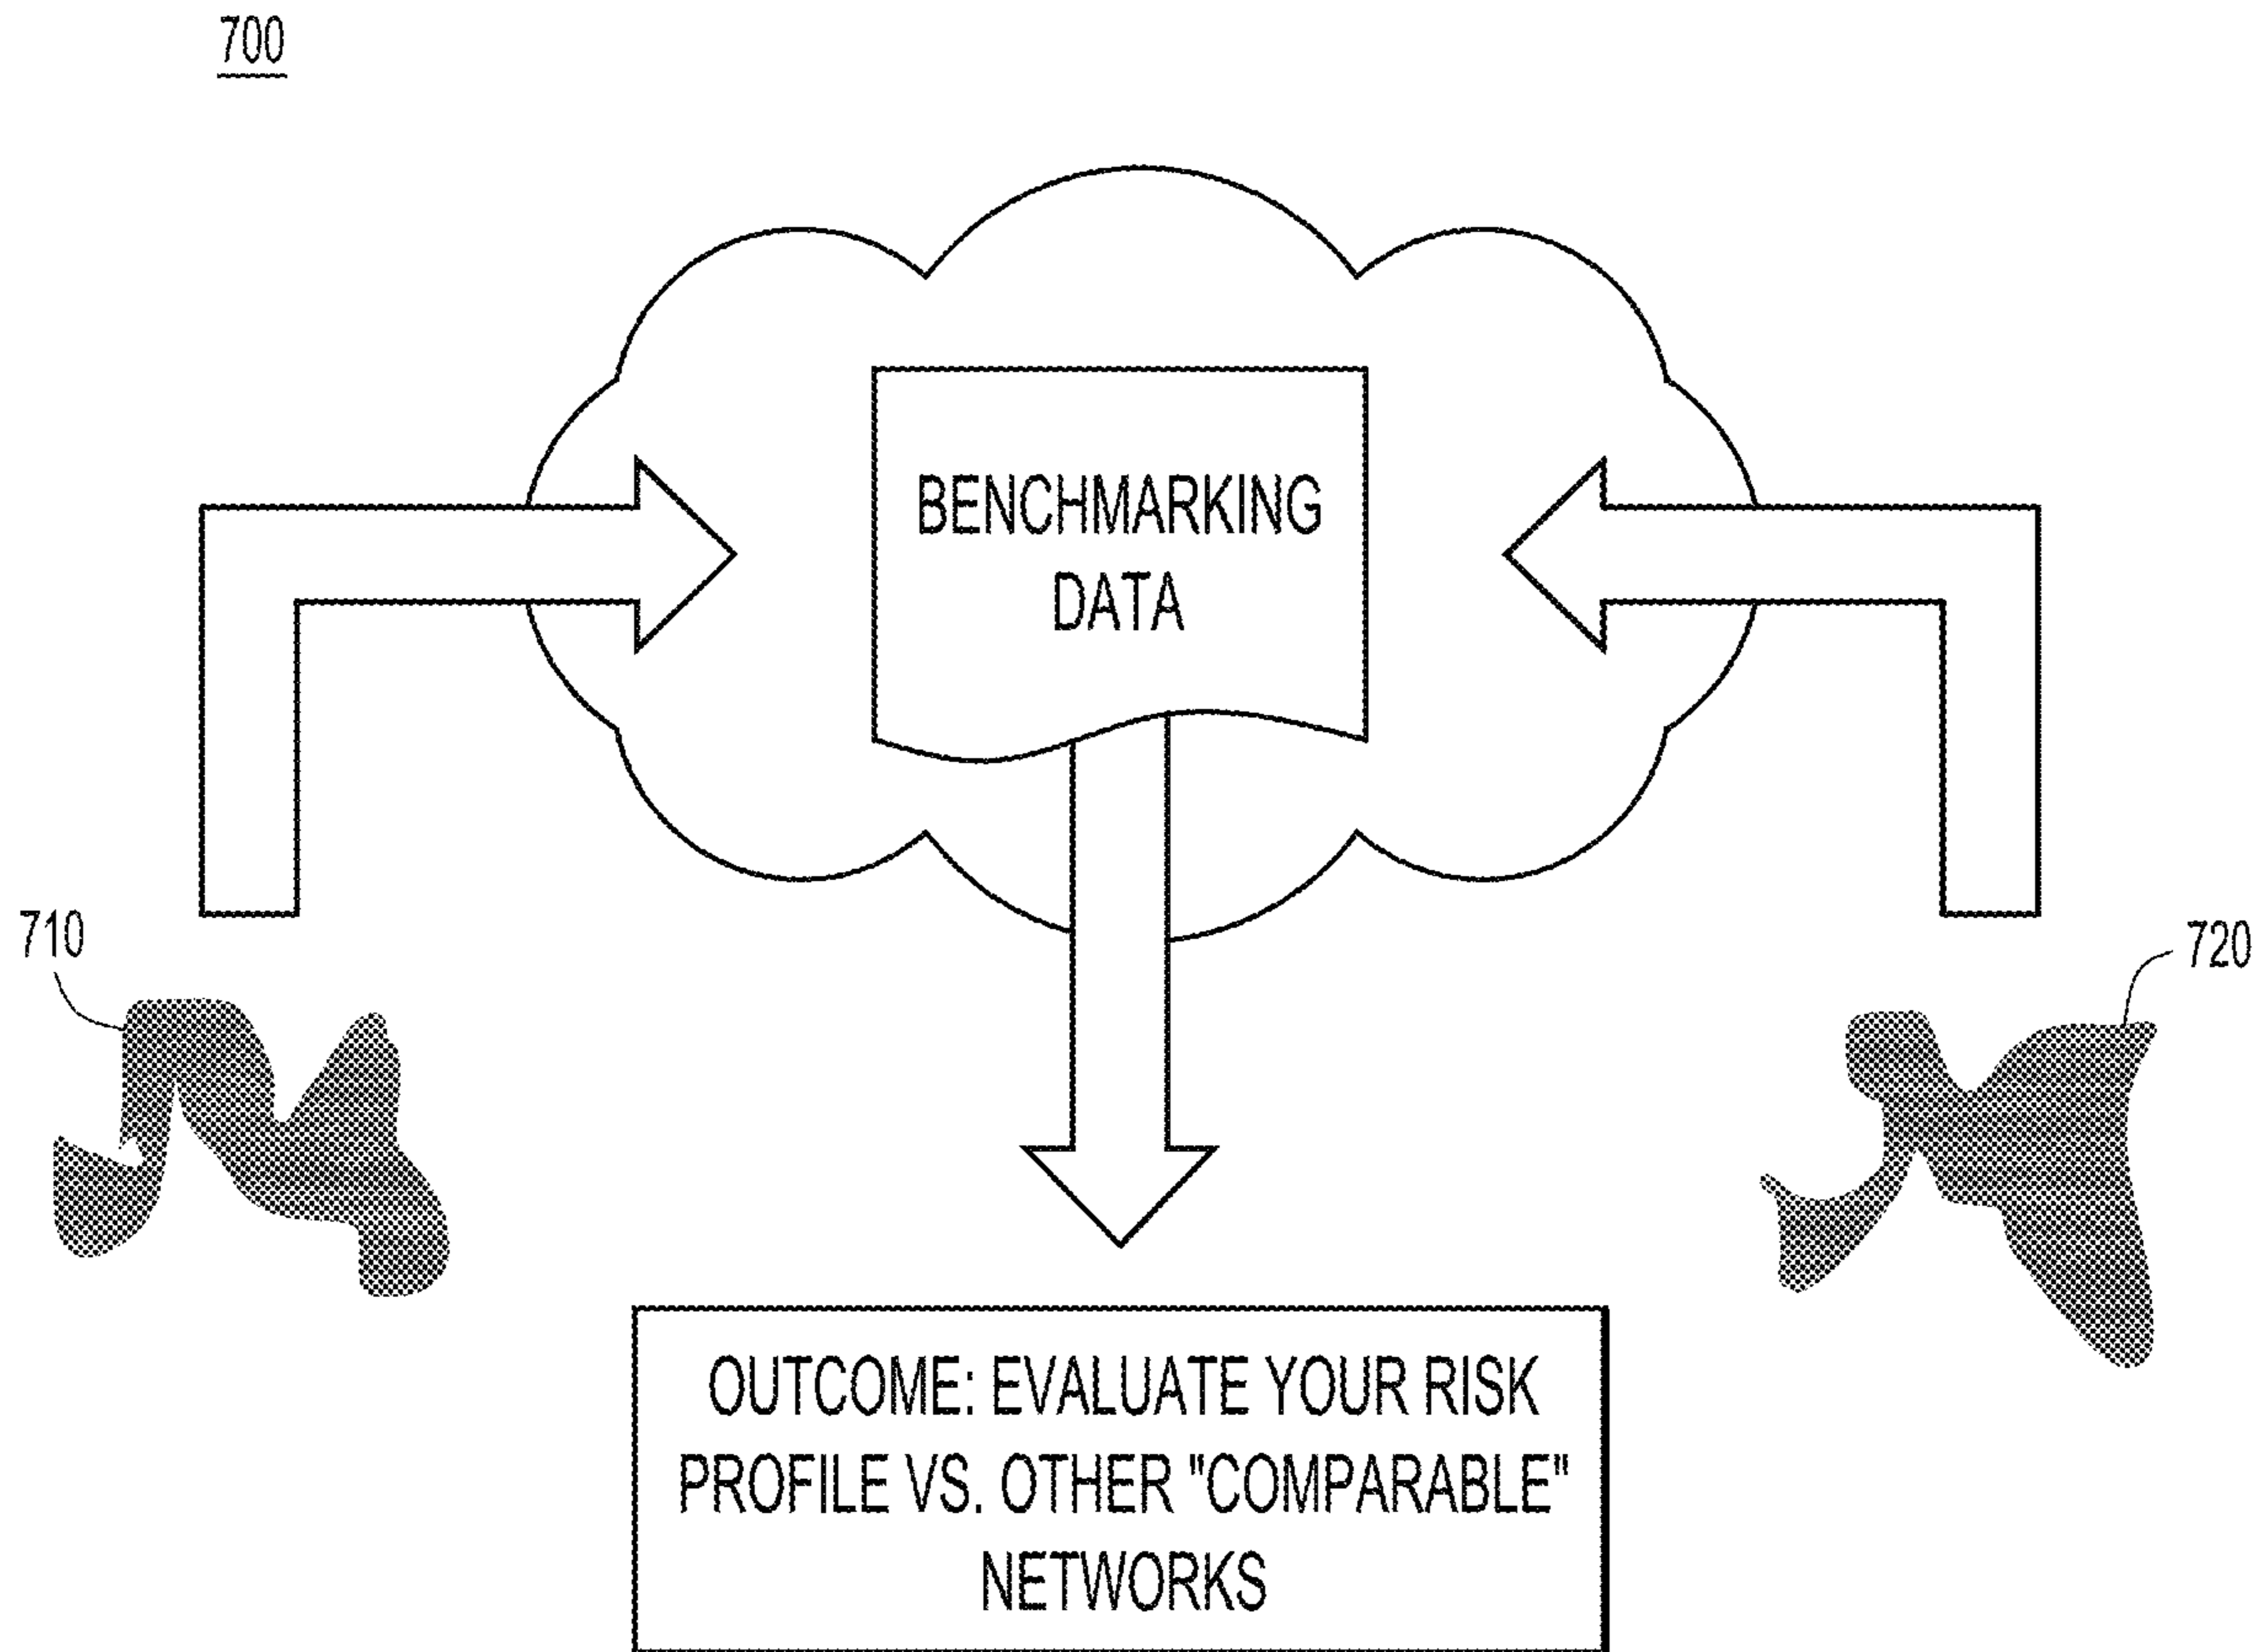 700
BENCHMARKING
DATA
710
720
OUTCOME: EVALUATE YOUR RISK
PROFILE VS. OTHER "COMPARABLE"
NETWORKS